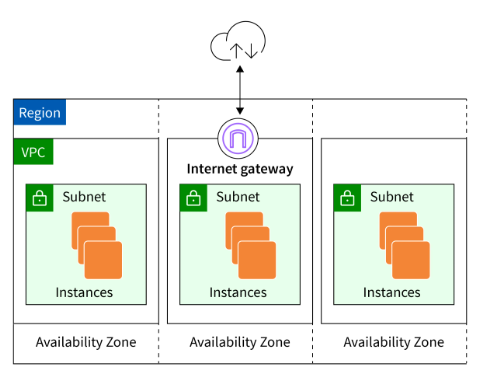 Region
VPC
Internet gateway
Subnet
Subnet
Subnet
Instances
Instances
Instances
Availability Zone
Availability Zone
Availability Zone